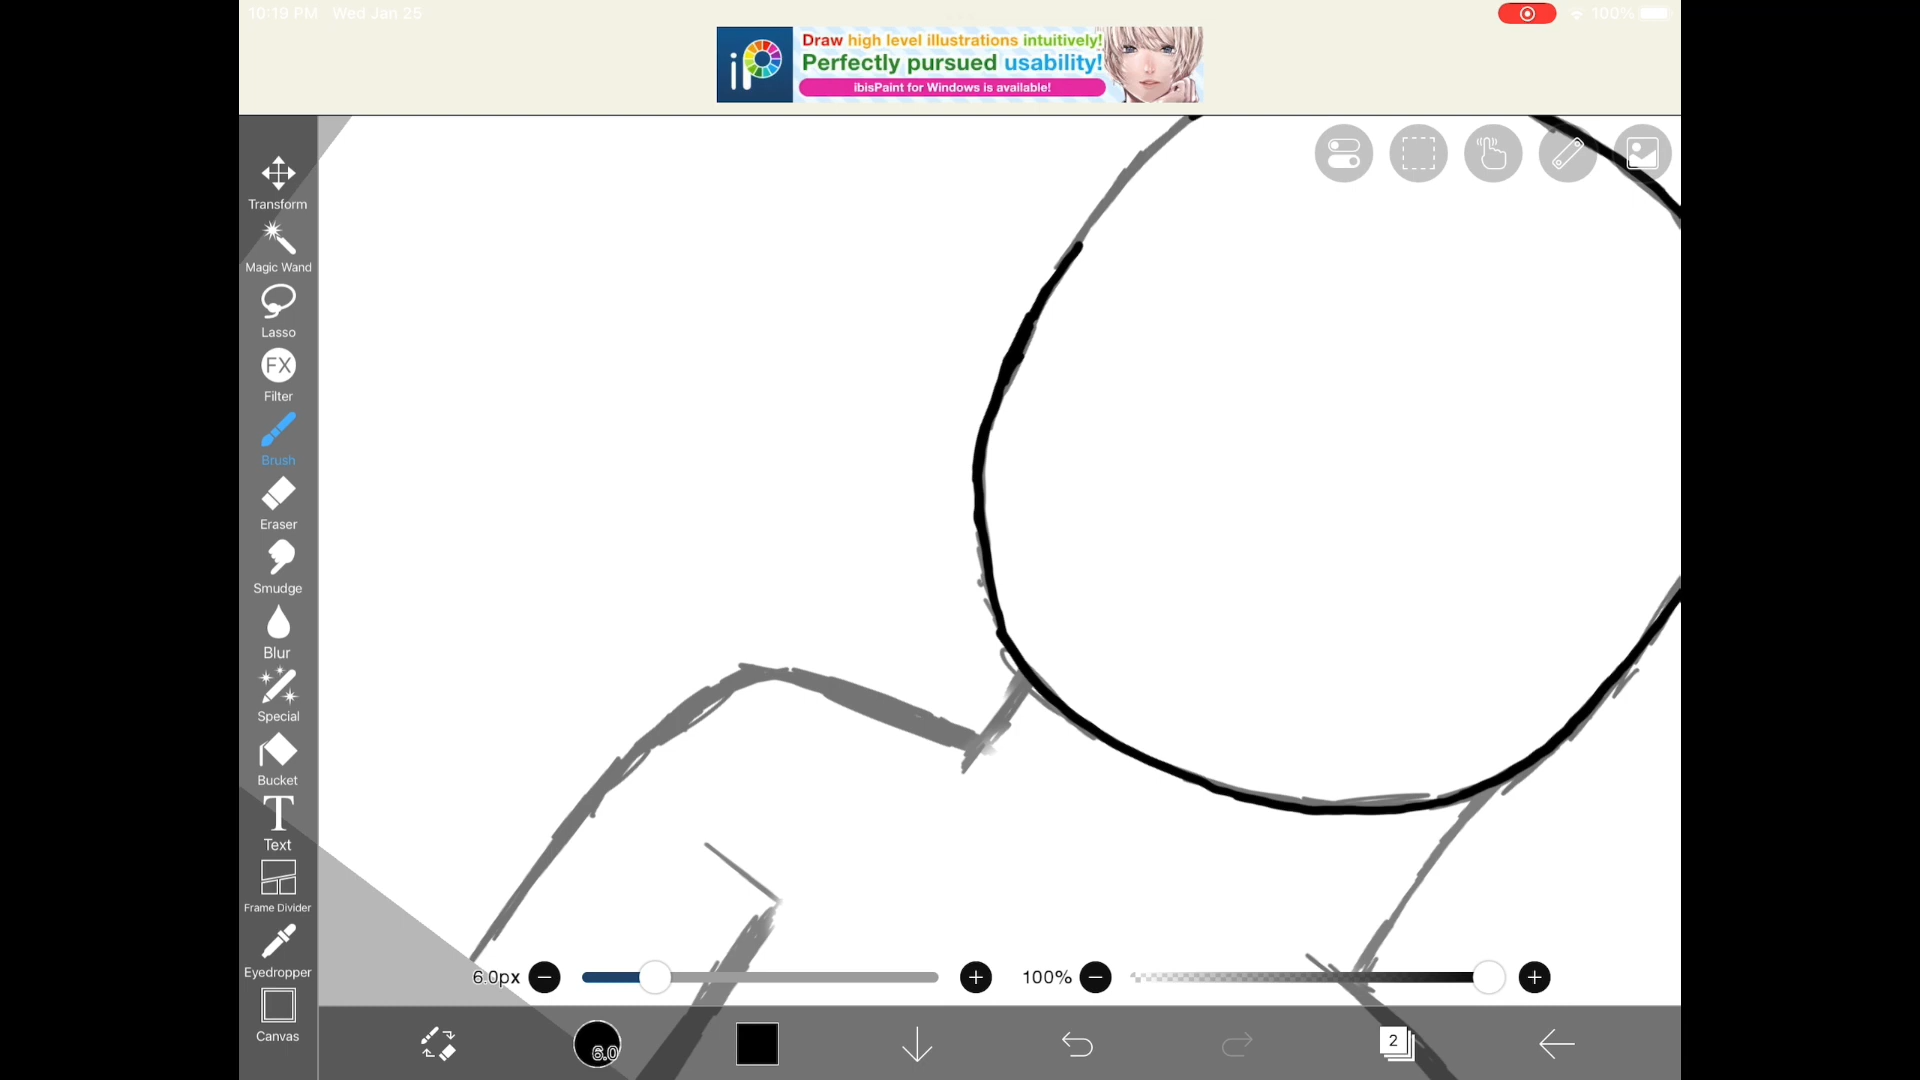 10:19 PM Wed Jan 25
100%
iP
Draw high level illustrations intuitively!
Perfectly pursued usability!
ibisPaint for Windows is available!
Transform
Magic Wand
Lasso
FX
Filter
Brush
Eraser
Smudge
Blur
Special
Bucket
T
Text
Frame Divider
Eyedropper
Canvas
6.0px
100%
6.0
2